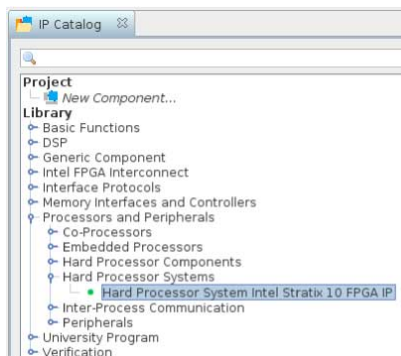 IP Catalog
Project
New Component...
Library
Basic Functions
DSP
Generic Component
Intel FPGA Interconnect
Interface Protocols
Memory Interfaces and Controllers
Processors and Peripherals
Co-Processors
Embedded Processors
Hard Processor Components
Hard Processor Systems
Hard Processor System Intel Stratix 10 FPGA IP
Inter-Process Communication
Peripherals
University Program
Verification